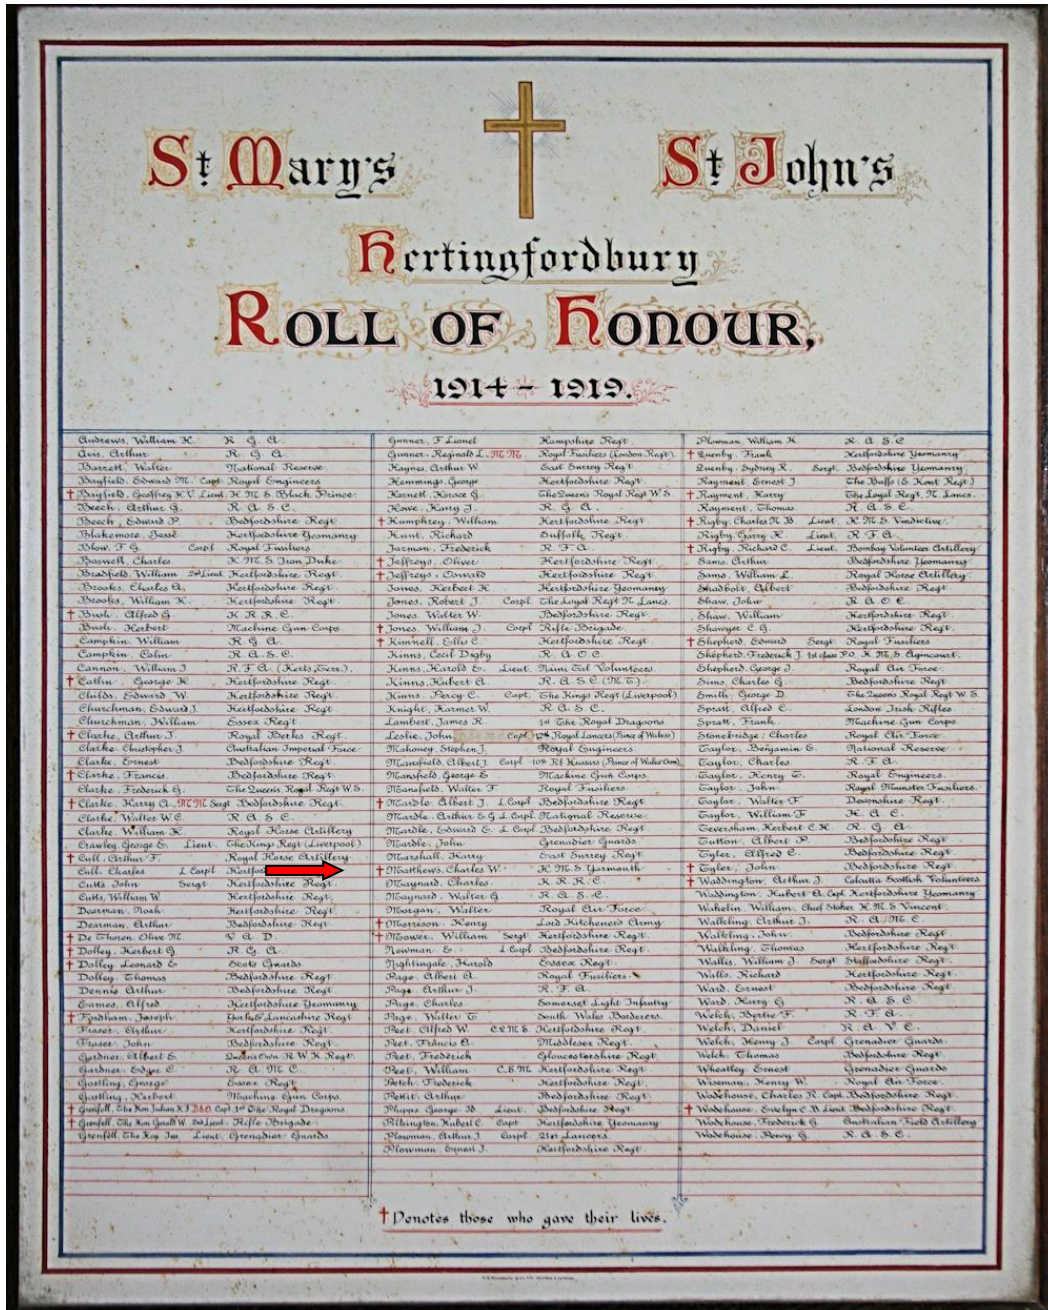 St Mary's St John's
Hertingfordbury
ROLL OF HONOUR,
1914 - 1919.
Andrews, William H. R. G. A.
Avis, Arthur R. G. A.
Barrett, Walter National Reserve
Bayfield, Edward M. Capt. Royal Engineers
† Bayfield, Geoffrey H V Lieut. H. M. S. Black Prince
Beech, Arthur G. R. A. S. C.
Beech, Edward P. Bedfordshire Regt.
Blakemore, Jesse Hertfordshire Yeomanry
Blow, F. G. Corpl Royal Fusiliers
Boswell, Charles H. M. S. Iron Duke
Bradfield, William 2nd Lieut. Hertfordshire Regt.
Brooks, Charles A. Hertfordshire Regt.
Brooks, William H. Hertfordshire Regt.
† Bush, Alfred G K. R. R. C.
Bush, Herbert Machine Gun Corps
Campkin, William R. G. A.
Campkin, Colin R. A. S. C.
Cannon, William J. R. F. A. (Herts, Terr.),
† Catlin, George H. Hertfordshire Regt.
Childs, Edward W. Hertfordshire Regt.
Churchman, Edward J. Hertfordshire Regt.
Churchman, William Essex Regt
† Clarke, Arthur J. Royal Berks Regt.
Clarke, Christopher J. Australian Imperial Force
Clarke, Ernest Bedfordshire Regt.
† Clarke, Francis. Bedfordshire Regt.
Clarke, Frederick G. The Queen's Royal Regt W. S.
† Clarke, Harry A. M M Sergt Bedfordshire Regt.
Clarke, Walter W. C. R. A. S. C.
Clarke, William H. Royal Horse Artillery
Crawley, George E. Lieut. The Kings Regt (Liverpool)
† Cull, Arthur F. Royal Horse Artillery
Cull, Charles L Corpl
Cutts, John Sergt Hertfordshire Regt.
Cutts, William W. Hertfordshire Regt.
Dearman, Noah Hertfordshire Regt.
Dearman, Arthur Bedfordshire Regt.
† De Thoren, Olive M. V. A. D.
† Dolley, Herbert G. R. G. A.
† Dolley Leonard E Scots Guards
Dolley, Thomas Bedfordshire Regt.
Dennis, Arthur Bedfordshire Regt.
Eames, Alfred Hertfordshire Yeomanry
† Fordham, Joseph York & Lancashire Regt
Fraser, Arthur Hertfordshire Regt.
Fraser, John Bedfordshire Regt.
Gardner, Albert E. Queens Own R. W. K. Regt.
Gardner, Edgar C. R. A. M. C.
Gostling, George Essex Regt
Gostling, Herbert Machine Gun Corps
† Grenfell, The Hon Julian H. F. D.S.O. Capt 1st The Royal Dragoons.
† Grenfell, The Hon Gerald W. 2nd Lieut. Rifle Brigade
Grenfell, The Hon Ivo Lieut. Grenadier Guards
Gunner, F Lionel Hampshire Regt.
Gunner, Reginald L. M M Royal Fusiliers (London Regt)
Haynes, Arthur W. East Surrey Regt
Hemmings, George Hertfordshire Regt.
Hornett, Horace G. The Queen's Royal Regt W. S.
Howe, Harry J. R. G. A.
† Humphrey, William Hertfordshire Regt.
Hunt, Richard Suffolk Regt.
Jarman, Frederick R. F. A.
† Jeffreys, Oliver Hertfordshire Regt.
† Jeffreys, Oswald Hertfordshire Regt.
Jones, Herbert H Hertfordshire Yeomanry
Jones, Robert J. Corpl. The Loyal Regt N. Lancs.
Jones Walter W. Bedfordshire Regt.
† Jones, William J. Corpl Rifle Brigade.
† Kinnell, Ellis C. Hertfordshire Regt.
Kinns, Cecil Digby R. A. O. C.
Kinns, Harold E. Lieut. Naini Tal Volunteers.
Kinns, Hubert A. R. A. S. C. (M. T.).
Kinns, Percy C. Capt, The Kings Regt (Liverpool)
Knight, Harmer W. R. A. S. C.
Lambert, James R. 1st The Royal Dragoons.
Leslie, John, Capt. 12th Royal Lancers (Prince of Wales)
Mahoney, Stephen J. Royal Engineers
Mansfield, Albert J. Corpl 10th Rl Hussars (Prince of Wales Own)
Mansfield, George E Machine Gun Corps.
Mansfield, Walter F Royal Fusiliers.
† Mardle Albert J. L Corpl Bedfordshire Regt.
Mardle, Arthur E G L Corpl National Reserve.
Mardle, Edward E. L Corpl Bedfordshire Regt.
Mardle, John Grenadier Guards.
Marshall, Harry East Surrey Regt.
† Matthews, Charles W. H. M. S. Yarmouth
Maynard, Charles K. R. R. C.
Maynard, Walter G R. A. S. C.
Morgan, Walter Royal Air Force
† Morrison, Henry Lord Kitchener's Army
† Mower, William Sergt Hertfordshire Regt.
Newman, E. L Corpl Bedfordshire Regt.
Nightingale, Harold Essex Regt.
Page, Albert A. Royal Fusiliers.
Page, Arthur J. R. F. A.
Page, Charles Somerset Light Infantry
Page, Walter T South Wales Borderers.
Peet, Alfred W. C.Q.M.S. Hertfordshire Regt.
Peet, Francis A. Middlesex Regt.
Peet, Frederick Gloucestershire Regt.
Peet, William C.S.M. Hertfordshire Regt.
Petch, Frederick Hertfordshire Regt.
Pettit, Arthur Bedfordshire Regt.
Phipps, George B. Lieut. Bedfordshire Regt
Pilkington, Hubert C. Capt. Hertfordshire Yeomanry
Plowman, Arthur J Corpl 21st Lancers.
Plowman, Ernest J. Hertfordshire Regt.
Plowman, William H. R. A. S. C
† Quenby, Frank Hertfordshire Yeomanry
Quenby, Sydney R. Sergt. Bedfordshire Yeomanry
Rayment, Ernest J The Buffs (E. Kent Regt)
† Rayment, Harry The Loyal Regt, N. Lancs.
Rayment, Thomas R. A. S. C.
† Rigby, Charles N. B. Lieut. H. M. S. Vindictive.
Rigby, Garry H. Lieut. R. F. A.
† Rigby, Richard C. Lieut. Bombay Volunteer Artillery
Sams, Arthur Bedfordshire Yeomanry
Sams, William L. Royal Horse Artillery
Shadbolt, Albert Bedfordshire Regt
Shaw, John R. A. O. C.
Shaw, William Hertfordshire Regt
Shawyer C. G. Hertfordshire Regt.
† Shepherd, Edward Sergt. Royal Fusiliers
Shepherd, Frederick J. 1st class P.O. H. M. S. Agincourt.
Shepherd, George J. Royal Air Force.
Sims, Charles G Bedfordshire Regt
Smith, George D The Queens Royal Regt W. S.
Spratt, Alfred C. London Irish Rifles
Spratt, Frank. Machine Gun Corps
Stonebridge, Charles Royal Air Force.
Taylor, Benjamin E. National Reserve
Taylor, Charles R. F. A.
Taylor, Henry T. Royal Engineers.
Taylor, John Royal Munster Fusiliers.
Taylor, Walter F. Devonshire Regt.
Taylor, William F H. A. C.
Teversham, Herbert C. H. R. G. A.
Tutton, Albert P. Bedfordshire Regt.
Tyler, Alfred C. Bedfordshire Regt.
† Tyler, John Bedfordshire Regt.
† Waddington, Arthur J. Calcutta Scottish Volunteers
Waddington, Hubert A. Capt Hertfordshire Yeomanry
Wakelin, William, Chief Stoker H. M. S. Vincent.
Walkling, Arthur J. R. A. M. C.
Walkling, John. Bedfordshire Regt.
Walkling, Thomas Hertfordshire Regt.
Wallis, William J. Sergt. Staffordshire Regt.
Walls, Richard Hertfordshire Regt.
Ward, Ernest Bedfordshire Regt.
Ward, Harry G. R. A. S. C.
Welch, Bertie F. R. F. A.
Welch, Daniel R. A. V. C.
Welch, Henry J Corpl Grenadier Guards.
Welch, Thomas Bedfordshire Regt.
Wheatley Ernest Grenadier Guards
Wiseman, Henry W. Royal Air Force.
Wodehouse, Charles R. Capt. Bedfordshire Regt.
† Wodehouse, Evelyn C. B Lieut. Bedfordshire Regt.
Wodehouse, Frederick G Australian Field Artillery
Wodehouse, Percy G. R. A. S. C.
† Denotes those who gave their lives.